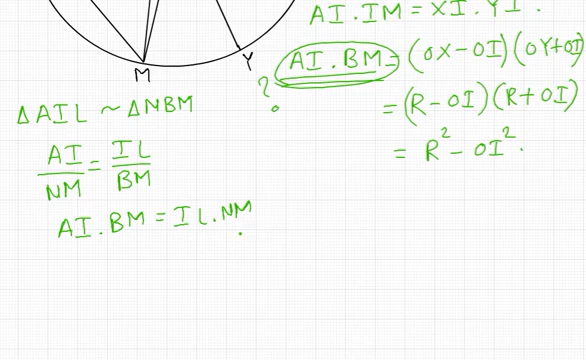 AI.IM = XI.YI.
M
Y
AI.BM = (OX-OI)(OY+OI)
?
= (R-OI)(R+OI)
= R²-OI².
ΔAIL ~ ΔNBM
AI/NM = IL/BM
AI.BM = IL.NM